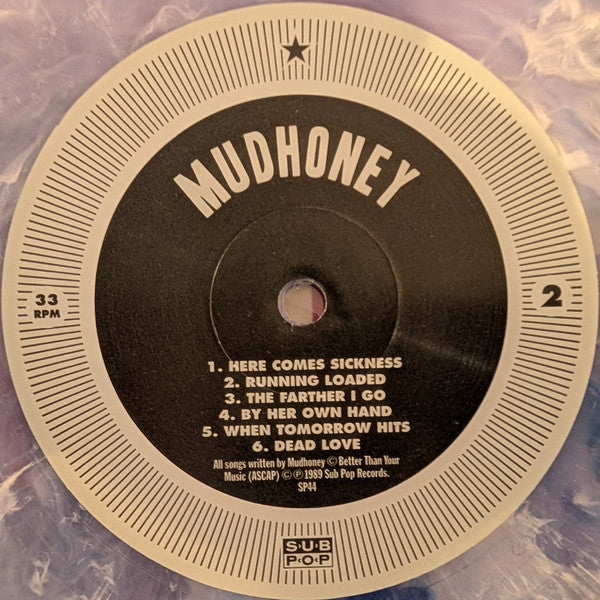 MUDHONEY
33
RPM
2
1. HERE COMES SICKNESS
2. RUNNING LOADED
3. THE FARTHER I GO
4. BY HER OWN HAND
5. WHEN TOMORROW HITS
6. DEAD LOVE
All songs written by Mudhoney © Better Than Your
Music (ASCAP) © ℗ 1989 Sub Pop Records.
SP44
SUB
POP